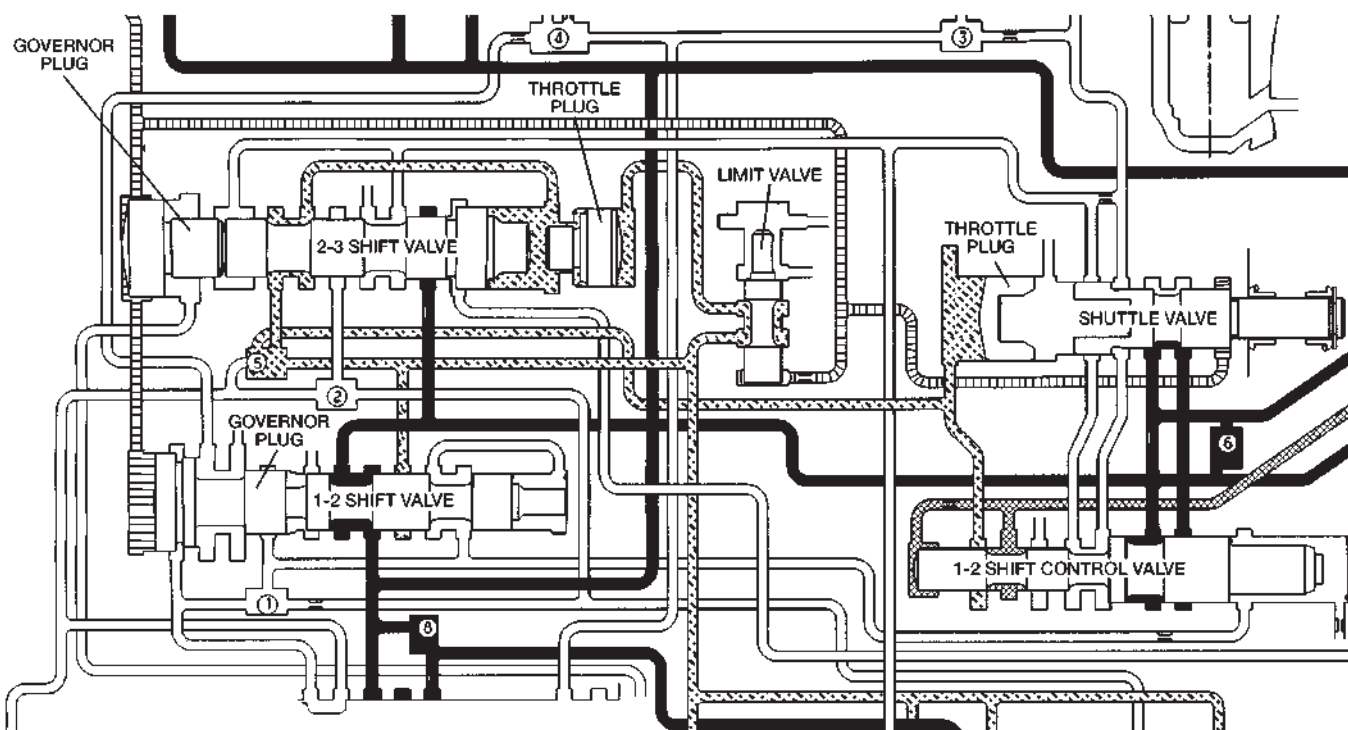 ④
③
GOVERNOR
PLUG
THROTTLE
PLUG
LIMIT VALVE
THROTTLE
PLUG
2-3 SHIFT VALVE
SHUTTLE VALVE
⑤
②
GOVERNOR
PLUG
⑥
1-2 SHIFT VALVE
1-2 SHIFT CONTROL VALVE
①
⑧